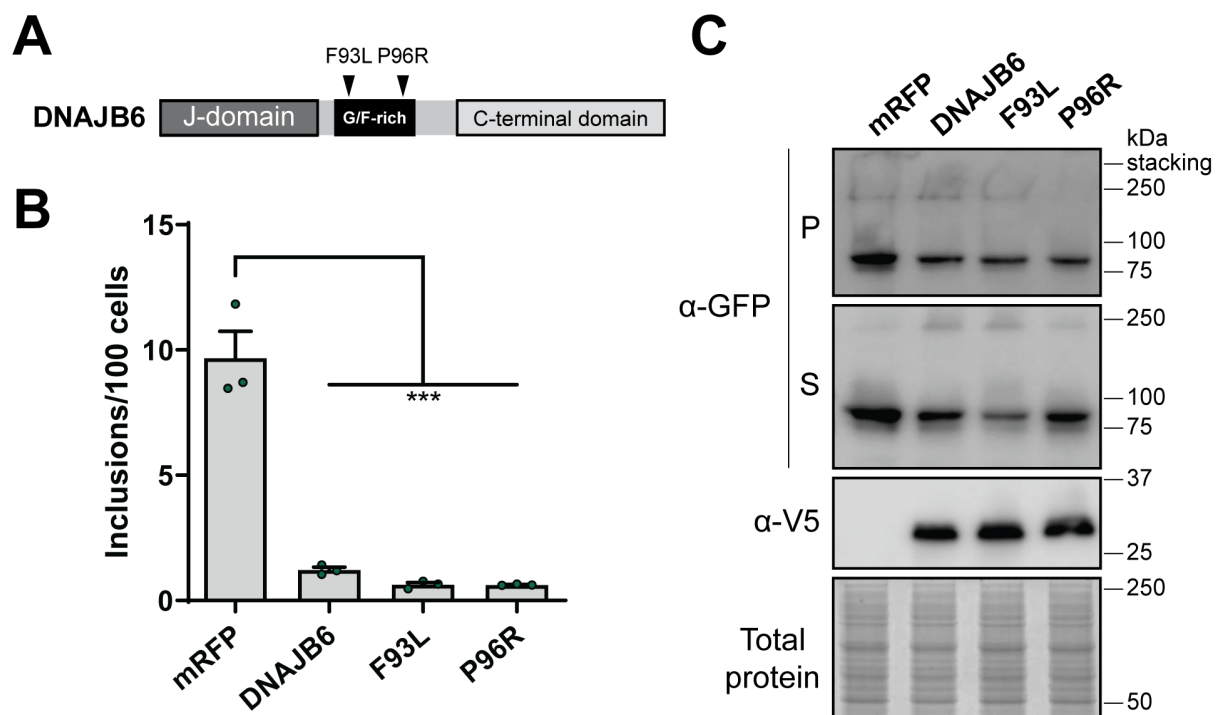 A
F93L P96R
DNAJB6
J-domain
G/F-rich
C-terminal domain
B
Inclusions/100 cells
15
10
5
0
***
mRFP
DNAJB6
F93L
P96R
C
mRFP
DNAJB6
F93L
P96R
kDa
stacking
250
100
75
P
α-GFP
250
S
100
75
37
α-V5
25
250
Total
protein
50